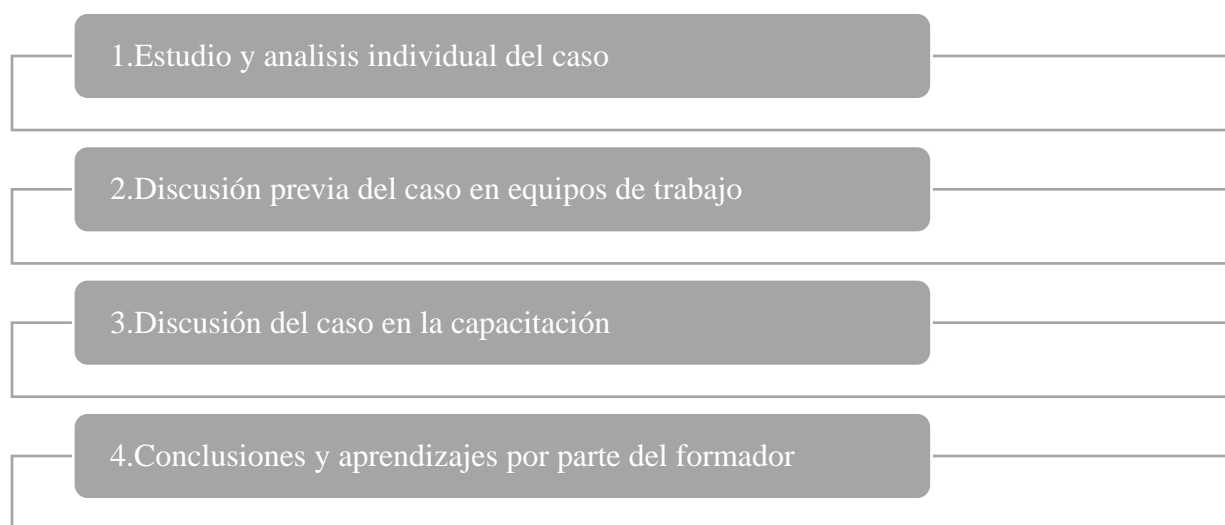 1.Estudio y analisis individual del caso
2.Discusión previa del caso en equipos de trabajo
3.Discusión del caso en la capacitación
4.Conclusiones y aprendizajes por parte del formador